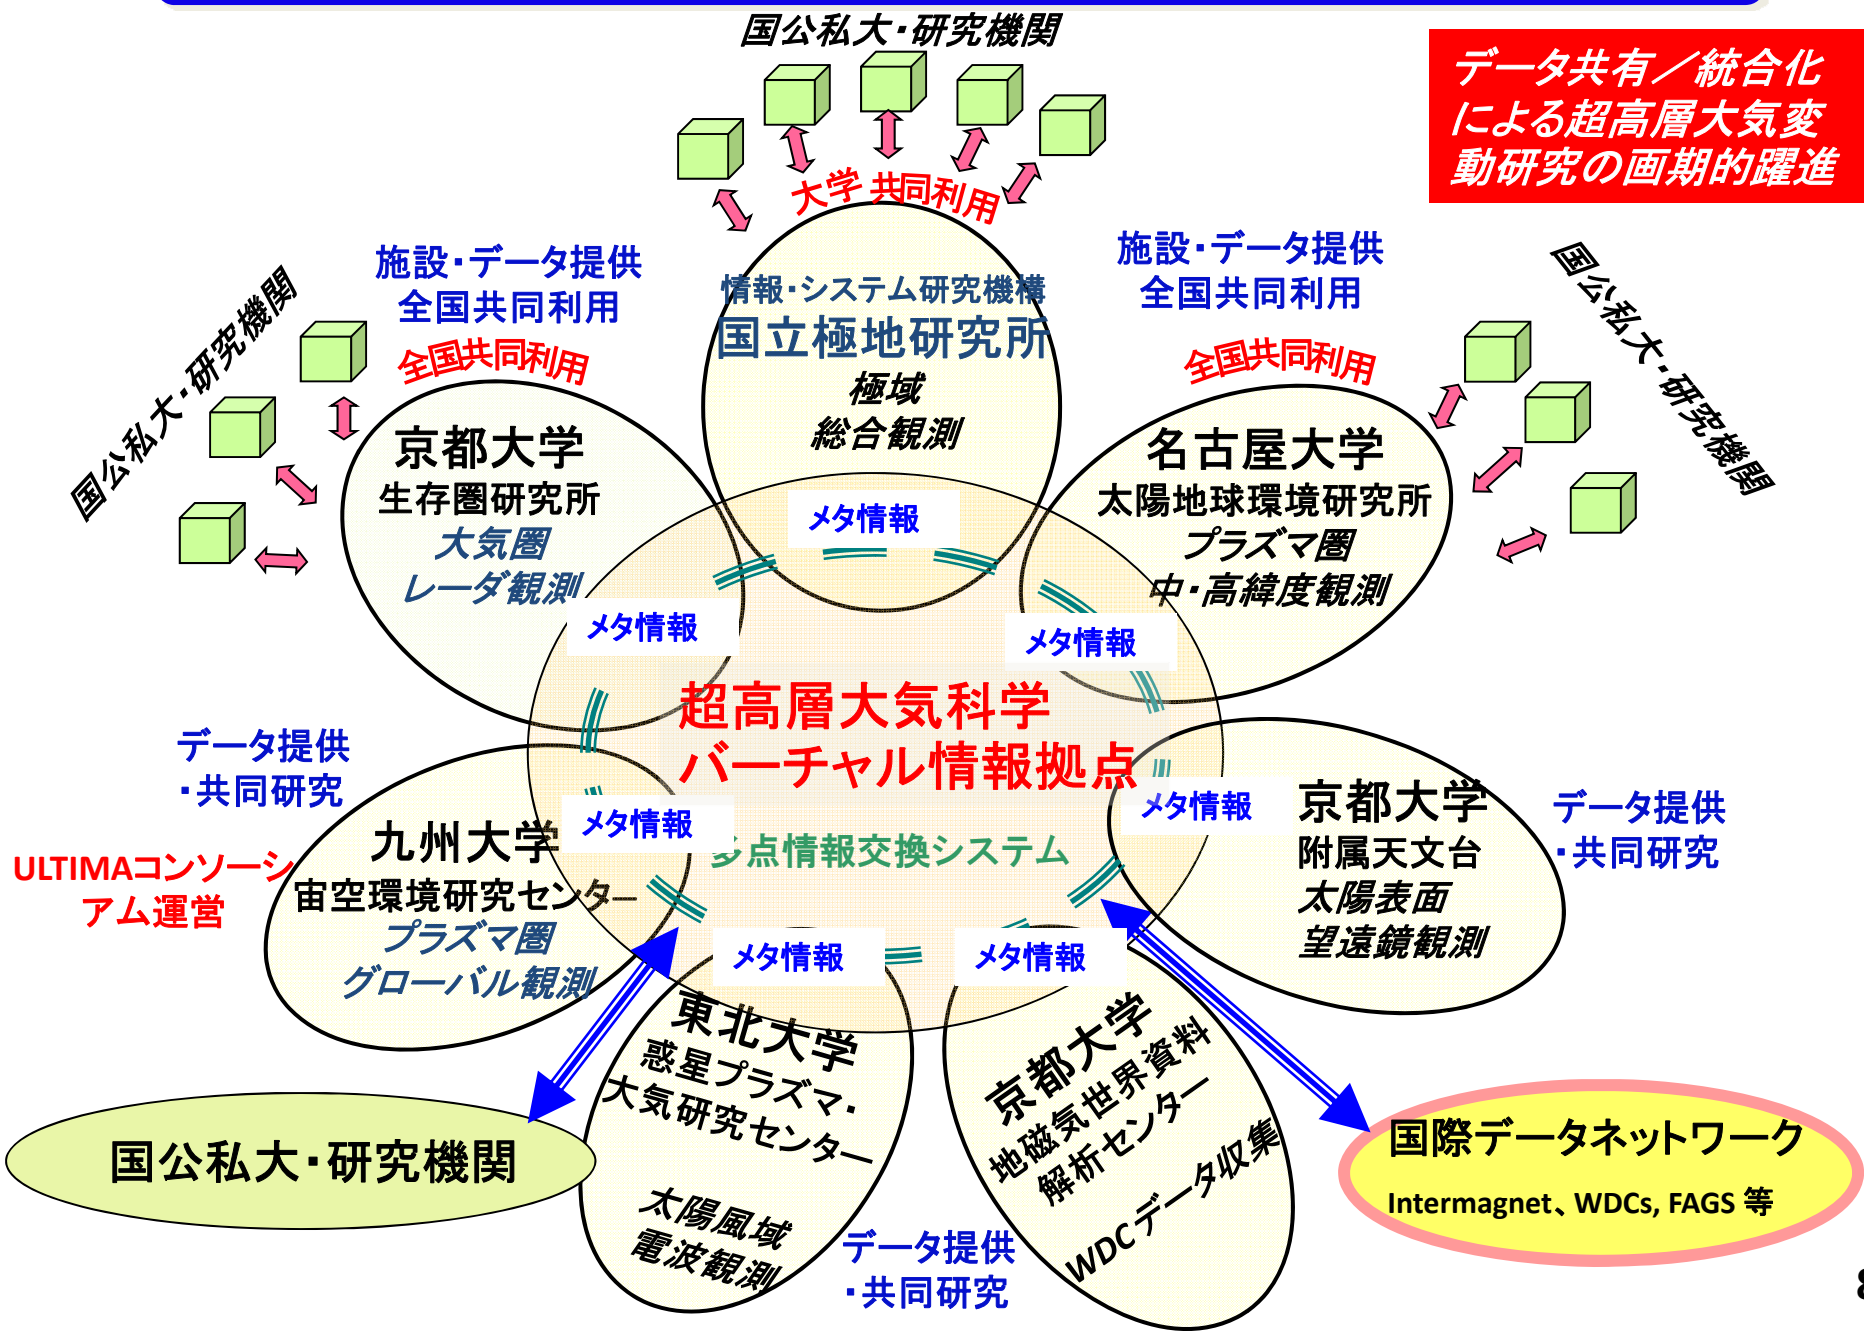 国公私大・研究機関
データ共有／統合化
による超高層大気変
動研究の画期的躍進
大学 共同利用
施設・データ提供
全国共同利用
全国共同利用
国公私大・研究機関
情報・システム研究機構
国立極地研究所
極域
総合観測
施設・データ提供
全国共同利用
全国共同利用
国公私大・研究機関
京都大学
生存圏研究所
大気圏
レーダ観測
名古屋大学
太陽地球環境研究所
プラズマ圏
中・高緯度観測
メタ情報
メタ情報
メタ情報
超高層大気科学
バーチャル情報拠点
多点情報交換システム
データ提供
・共同研究
ULTIMAコンソーシ
アム運営
九州大学
宙空環境研究センター
プラズマ圏
グローバル観測
メタ情報
メタ情報
京都大学
附属天文台
太陽表面
望遠鏡観測
データ提供
・共同研究
メタ情報
メタ情報
東北大学
惑星プラズマ・
大気研究センター
太陽風域
電波観測
京都大学
地磁気世界資料
解析センター
WDCデータ収集
データ提供
・共同研究
国公私大・研究機関
国際データネットワーク
Intermagnet、WDCs, FAGS 等